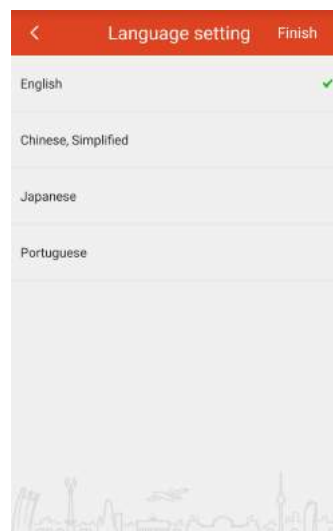 Language setting Finish
English
Chinese, Simplified
Japanese
Portuguese